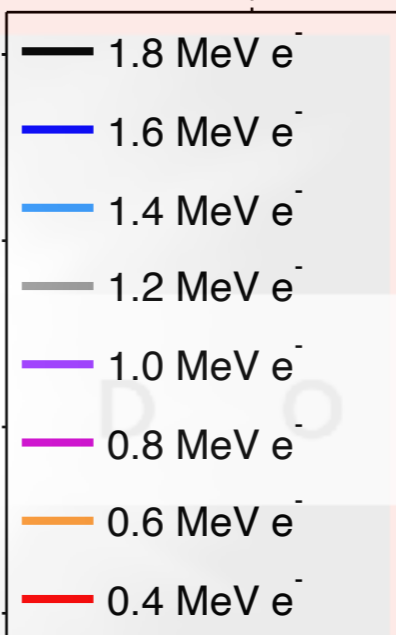 1.8 MeV e⁻
1.6 MeV e⁻
1.4 MeV e⁻
1.2 MeV e⁻
1.0 MeV e⁻
D O
0.8 MeV e⁻
0.6 MeV e⁻
0.4 MeV e⁻